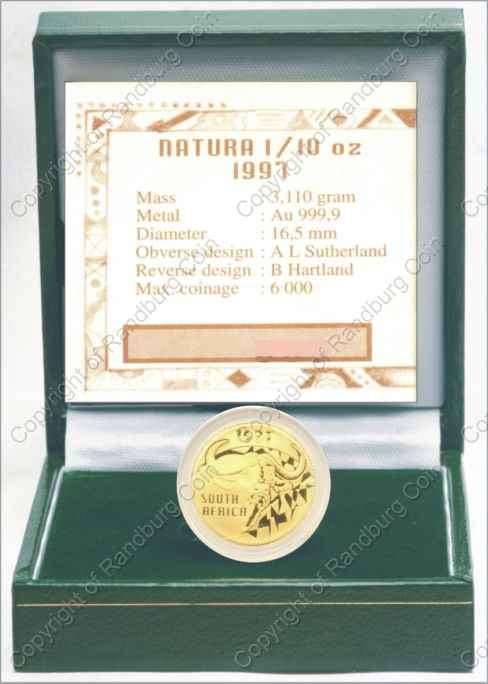 NATURA 1/10 oz
1997
Mass : 3,110 gram
Metal : Au 999,9
Diameter : 16,5 mm
Obverse design : A L Sutherland
Reverse design : B Hartland
Max. coinage : 6 000
1997
SOUTH
AFRICA
Copyright of Randburg Coin